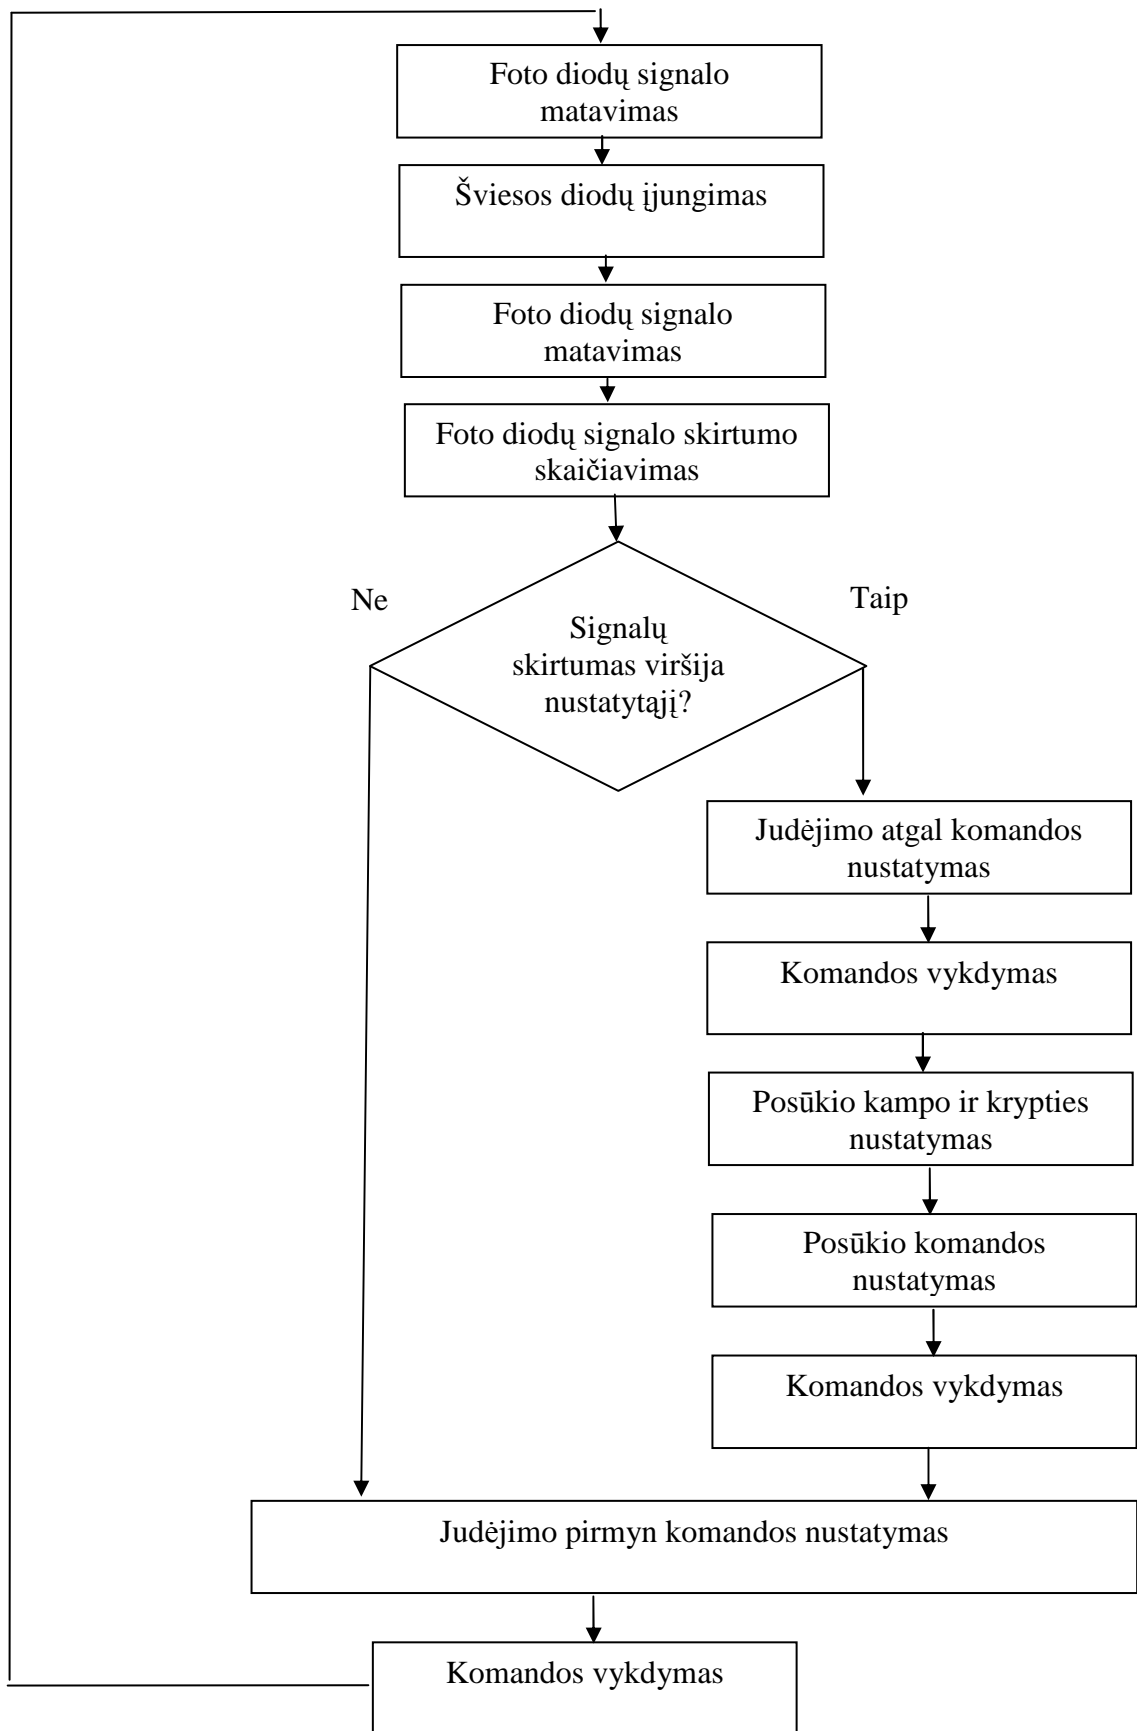 Foto diodų signalo
matavimas
Šviesos diodų įjungimas
Foto diodų signalo
matavimas
Foto diodų signalo skirtumo
skaičiavimas
Ne
Taip
Signalų
skirtumas viršija
nustatytąjį?
Judėjimo atgal komandos
nustatymas
Komandos vykdymas
Posūkio kampo ir krypties
nustatymas
Posūkio komandos
nustatymas
Komandos vykdymas
Judėjimo pirmyn komandos nustatymas
Komandos vykdymas